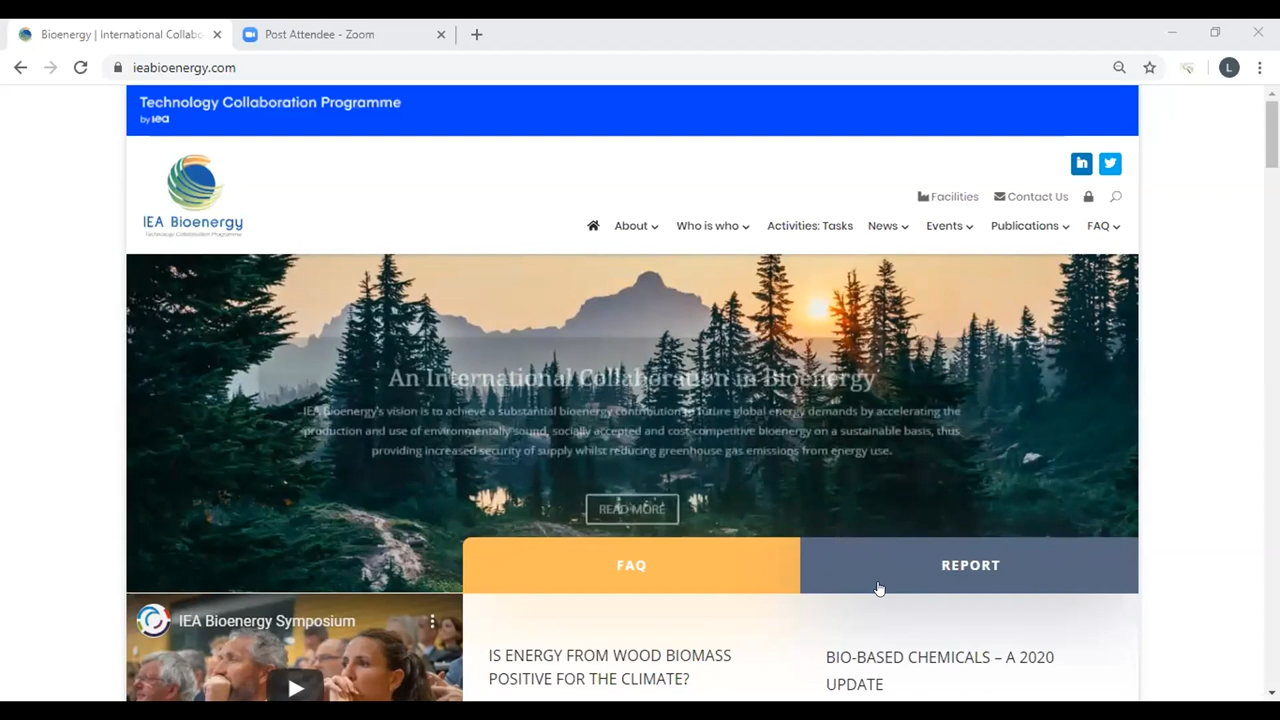 Bioenergy | International Collabo
Post Attendee - Zoom
ieabioenergy.com
L
Technology Collaboration Programme
by iea
IEA Bioenergy
Technology Collaboration Programme
in
Facilities
Contact Us
About
Who is who
Activities: Tasks
News
Events
Publications
FAQ
An International Collaboration in Bioenergy
IEA Bioenergy's vision is to achieve a substantial bioenergy contribution to future global energy demands by accelerating the
production and use of environmentally sound, socially accepted and cost-competitive bioenergy on a sustainable basis, thus
providing increased security of supply whilst reducing greenhouse gas emissions from energy use.
READ MORE
FAQ
REPORT
IEA Bioenergy Symposium
IS ENERGY FROM WOOD BIOMASS
POSITIVE FOR THE CLIMATE?
BIO-BASED CHEMICALS – A 2020
UPDATE